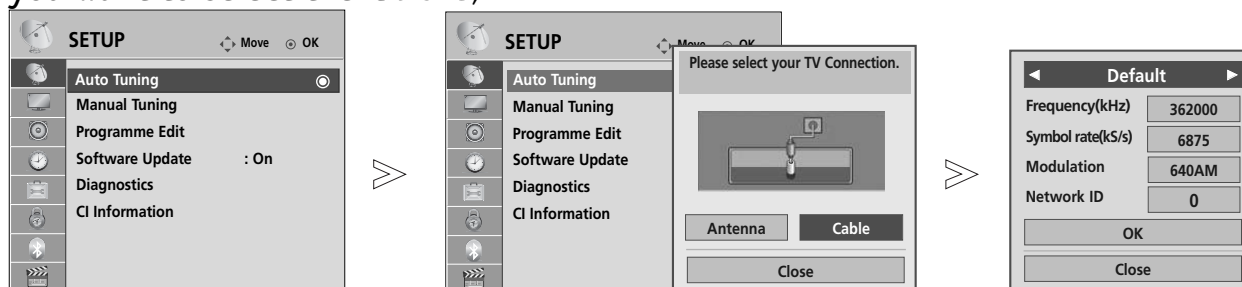 SETUP Move OK
Auto Tuning
Manual Tuning
Programme Edit
Software Update : On
Diagnostics
CI Information
SETUP Move OK
Auto Tuning
Manual Tuning
Programme Edit
Software Update
Diagnostics
CI Information
Please select your TV Connection.
Antenna Cable
Close
Default
Frequency(kHz) 362000
Symbol rate(kS/s) 6875
Modulation 640AM
Network ID 0
OK
Close